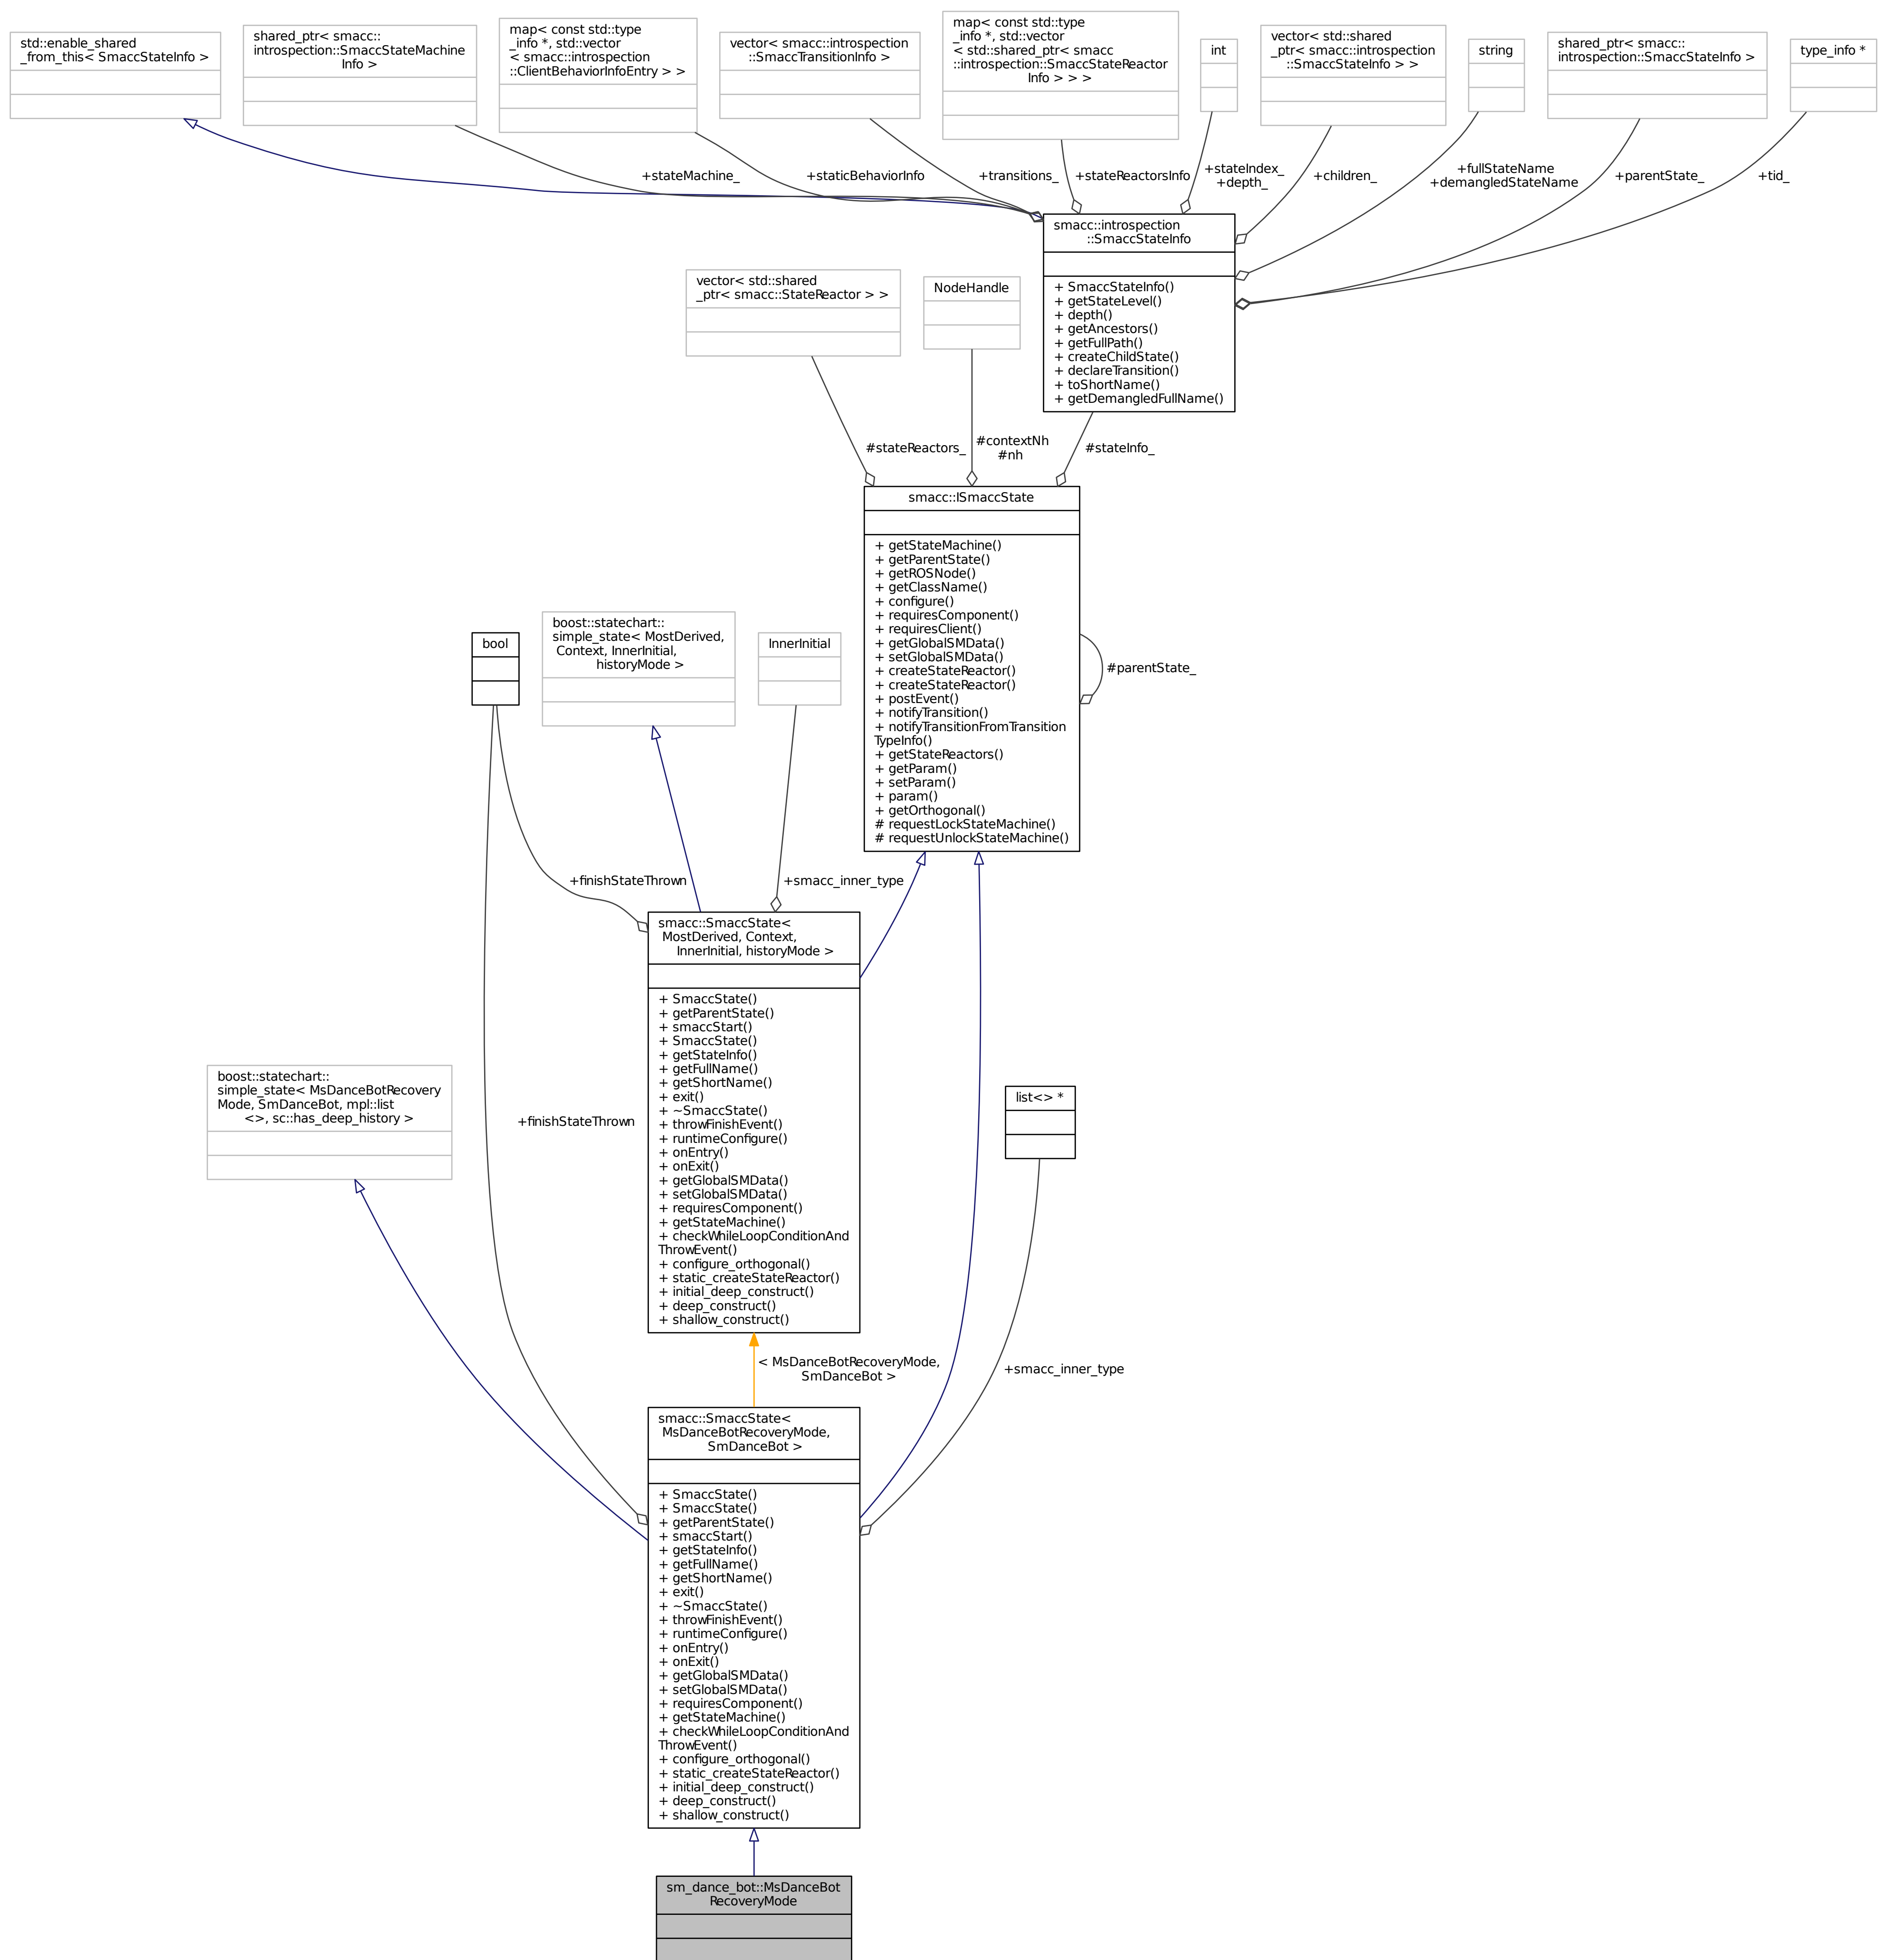 std::enable_shared
_from_this< SmaccStateInfo >
shared_ptr< smacc::
introspection::SmaccStateMachine
Info >
map< const std::type
_info *, std::vector
< smacc::introspection
::ClientBehaviorInfoEntry > >
vector< smacc::introspection
::SmaccTransitionInfo >
map< const std::type
_info *, std::vector
< std::shared_ptr< smacc
::introspection::SmaccStateReactor
Info > > >
int
vector< std::shared
_ptr< smacc::introspection
::SmaccStateInfo > >
string
shared_ptr< smacc::
introspection::SmaccStateInfo >
type_info *
+stateMachine_
+staticBehaviorInfo
+transitions_
+stateReactorsInfo
+stateIndex_
+depth_
+children_
+fullStateName
+demangledStateName
+parentState_
+tid_
smacc::introspection
::SmaccStateInfo
+ SmaccStateInfo()
+ getStateLevel()
+ depth()
+ getAncestors()
+ getFullPath()
+ createChildState()
+ declareTransition()
+ toShortName()
+ getDemangledFullName()
vector< std::shared
_ptr< smacc::StateReactor > >
NodeHandle
#stateReactors_
#contextNh
#nh
#stateInfo_
smacc::ISmaccState
+ getStateMachine()
+ getParentState()
+ getROSNode()
+ getClassName()
+ configure()
+ requiresComponent()
+ requiresClient()
+ getGlobalSMData()
+ setGlobalSMData()
+ createStateReactor()
+ createStateReactor()
+ postEvent()
+ notifyTransition()
+ notifyTransitionFromTransition
TypeInfo()
+ getStateReactors()
+ getParam()
+ setParam()
+ param()
+ getOrthogonal()
# requestLockStateMachine()
# requestUnlockStateMachine()
#parentState_
bool
boost::statechart::
simple_state< MostDerived,
Context, InnerInitial,
historyMode >
InnerInitial
+finishStateThrown
+smacc_inner_type
smacc::SmaccState<
MostDerived, Context,
InnerInitial, historyMode >
+ SmaccState()
+ getParentState()
+ smaccStart()
+ SmaccState()
+ getStateInfo()
+ getFullName()
+ getShortName()
+ exit()
+ ~SmaccState()
+ throwFinishEvent()
+ runtimeConfigure()
+ onEntry()
+ onExit()
+ getGlobalSMData()
+ setGlobalSMData()
+ requiresComponent()
+ getStateMachine()
+ checkWhileLoopConditionAnd
ThrowEvent()
+ configure_orthogonal()
+ static_createStateReactor()
+ initial_deep_construct()
+ deep_construct()
+ shallow_construct()
boost::statechart::
simple_state< MsDanceBotRecovery
Mode, SmDanceBot, mpl::list
<>, sc::has_deep_history >
+finishStateThrown
list<> *
< MsDanceBotRecoveryMode,
SmDanceBot >
+smacc_inner_type
smacc::SmaccState<
MsDanceBotRecoveryMode,
SmDanceBot >
+ SmaccState()
+ SmaccState()
+ getParentState()
+ smaccStart()
+ getStateInfo()
+ getFullName()
+ getShortName()
+ exit()
+ ~SmaccState()
+ throwFinishEvent()
+ runtimeConfigure()
+ onEntry()
+ onExit()
+ getGlobalSMData()
+ setGlobalSMData()
+ requiresComponent()
+ getStateMachine()
+ checkWhileLoopConditionAnd
ThrowEvent()
+ configure_orthogonal()
+ static_createStateReactor()
+ initial_deep_construct()
+ deep_construct()
+ shallow_construct()
sm_dance_bot::MsDanceBot
RecoveryMode